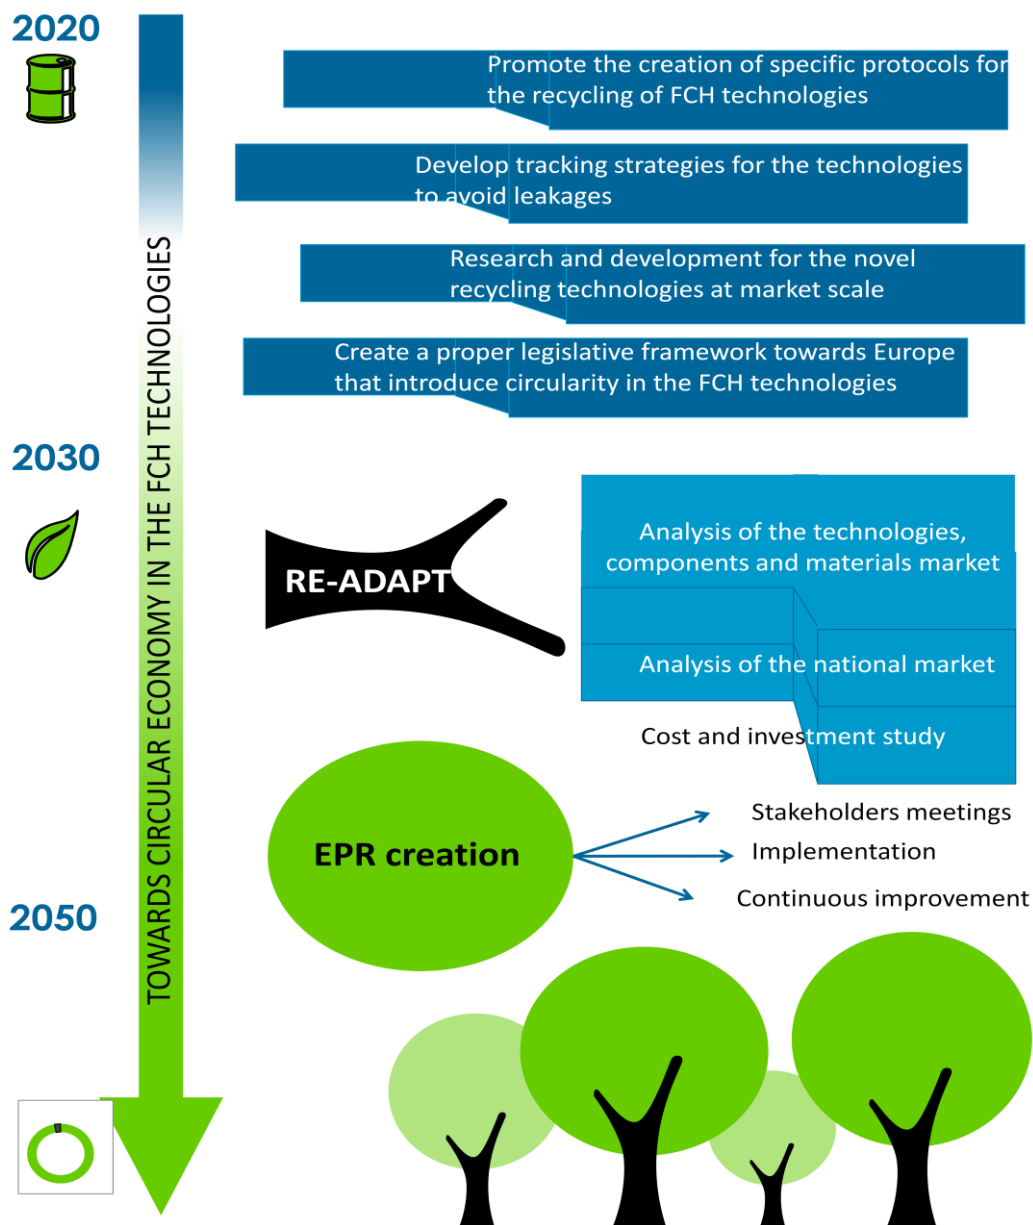 2020
Promote the creation of specific protocols for
the recycling of FCH technologies
Develop tracking strategies for the technologies
to avoid leakages
Research and development for the novel
recycling technologies at market scale
Create a proper legislative framework towards Europe
that introduce circularity in the FCH technologies
TOWARDS CIRCULAR ECONOMY IN THE FCH TECHNOLOGIES
2030
RE-ADAPT
Analysis of the technologies,
components and materials market
Analysis of the national market
Cost and investment study
EPR creation
Stakeholders meetings
Implementation
Continuous improvement
2050